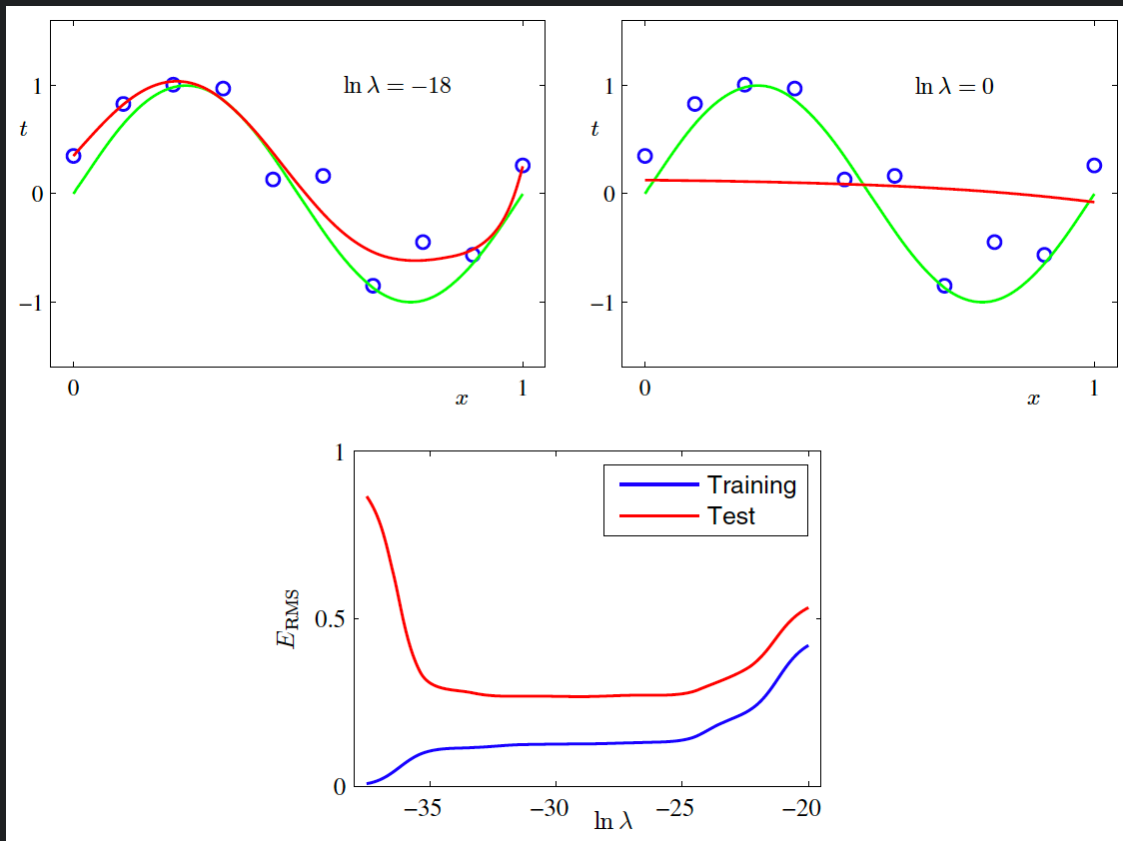 1
t
0
−1
0
x
1
ln λ = −18
1
t
0
−1
0
x
1
ln λ = 0
1
E_RMS
0.5
0
−35
−30
ln λ
−25
−20
Training
Test